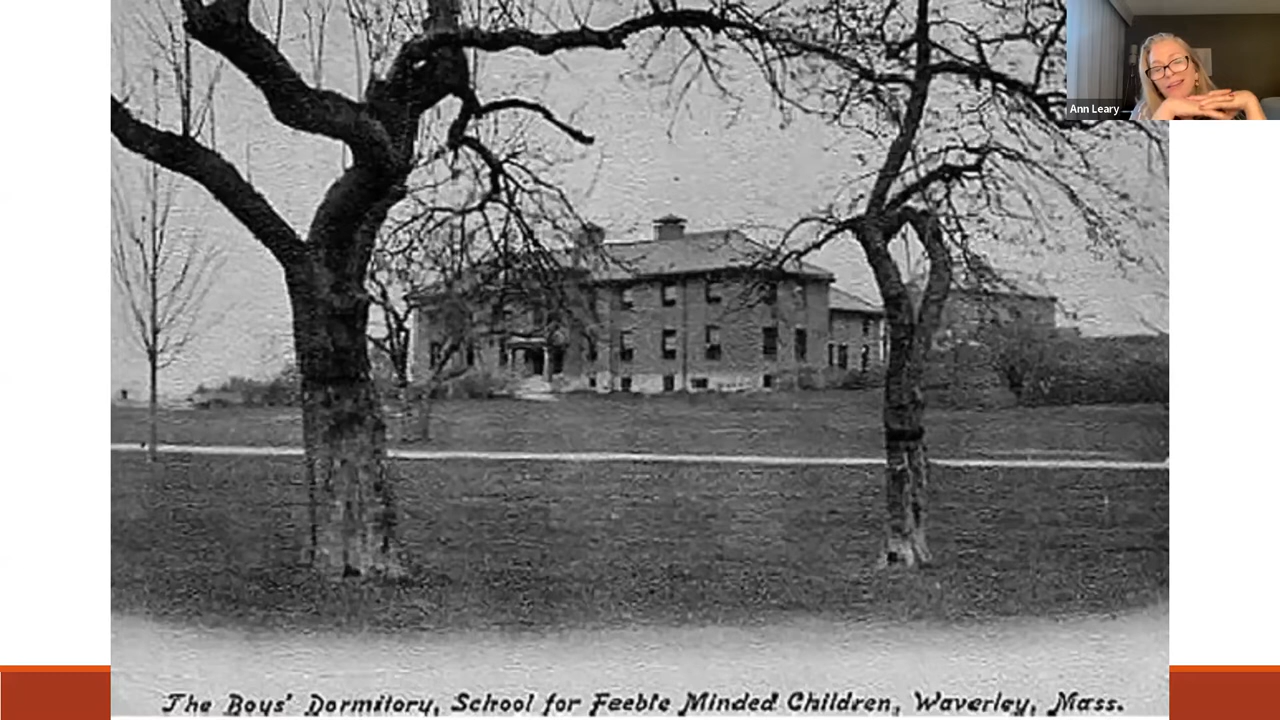 Ann Leary
The Boys' Dormitory, School for Feeble Minded Children, Waverley, Mass.